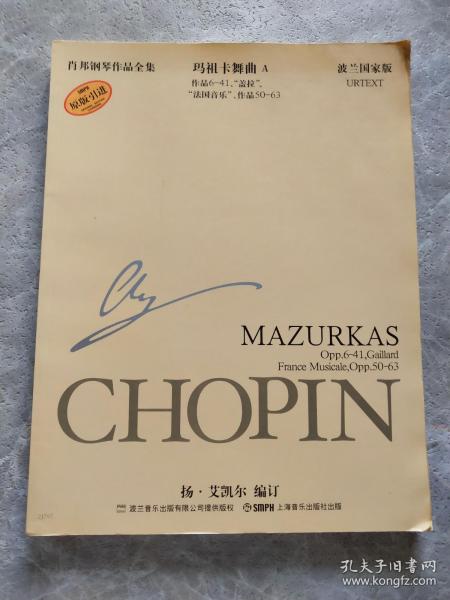 肖邦钢琴作品全集
玛祖卡舞曲 A
波兰国家版
作品6-41,“盖拉”,
“法国音乐”,作品50-63
URTEXT
原版引进
MAZURKAS
Opp.6-41,Gaillard
France Musicale,Opp.50-63
CHOPIN
扬·艾凯尔 编订
波兰音乐出版有限公司提供版权
SMPH 上海音乐出版社出版
孔夫子旧书网
www.kongfz.com